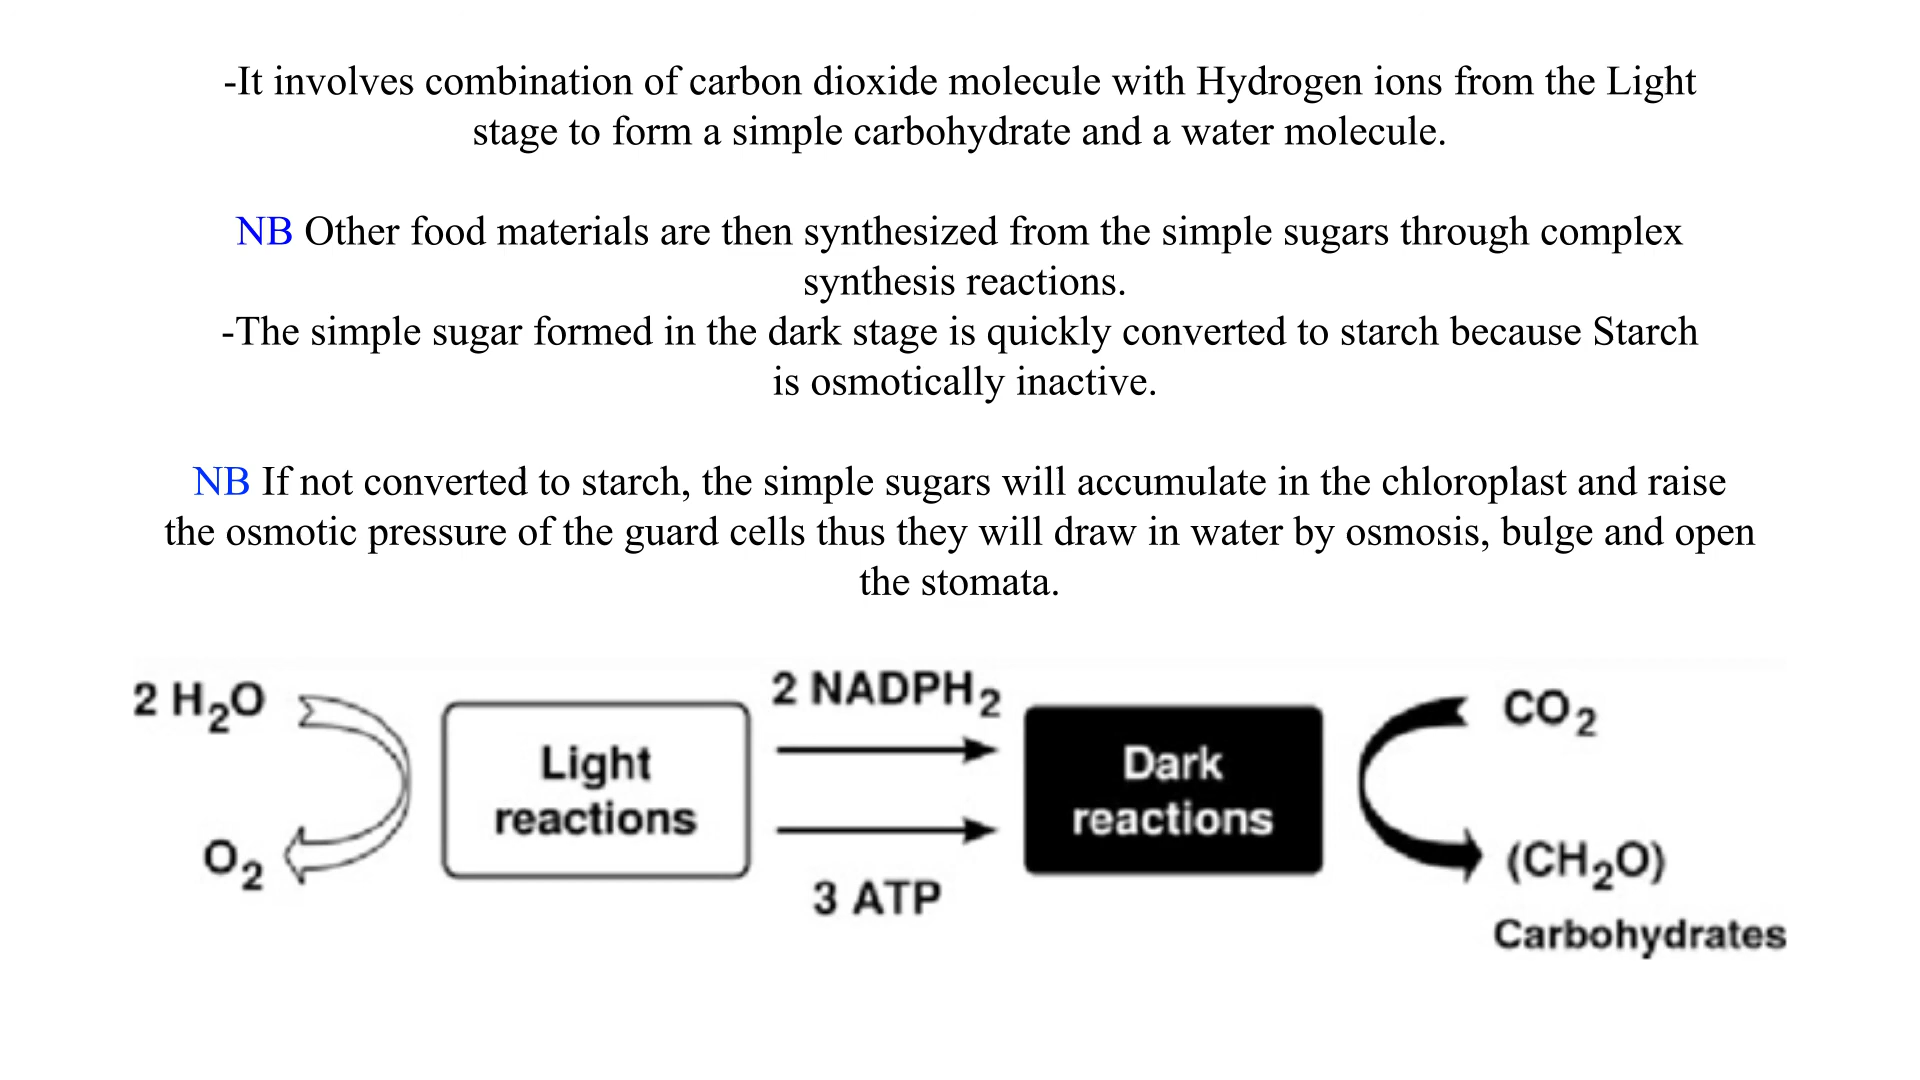 -It involves combination of carbon dioxide molecule with Hydrogen ions from the Light
stage to form a simple carbohydrate and a water molecule.
NB Other food materials are then synthesized from the simple sugars through complex
synthesis reactions.
-The simple sugar formed in the dark stage is quickly converted to starch because Starch
is osmotically inactive.
NB If not converted to starch, the simple sugars will accumulate in the chloroplast and raise
the osmotic pressure of the guard cells thus they will draw in water by osmosis, bulge and open
the stomata.
2 H₂O
O₂
Light
reactions
2 NADPH₂
3 ATP
Dark
reactions
CO₂
(CH₂O)
Carbohydrates